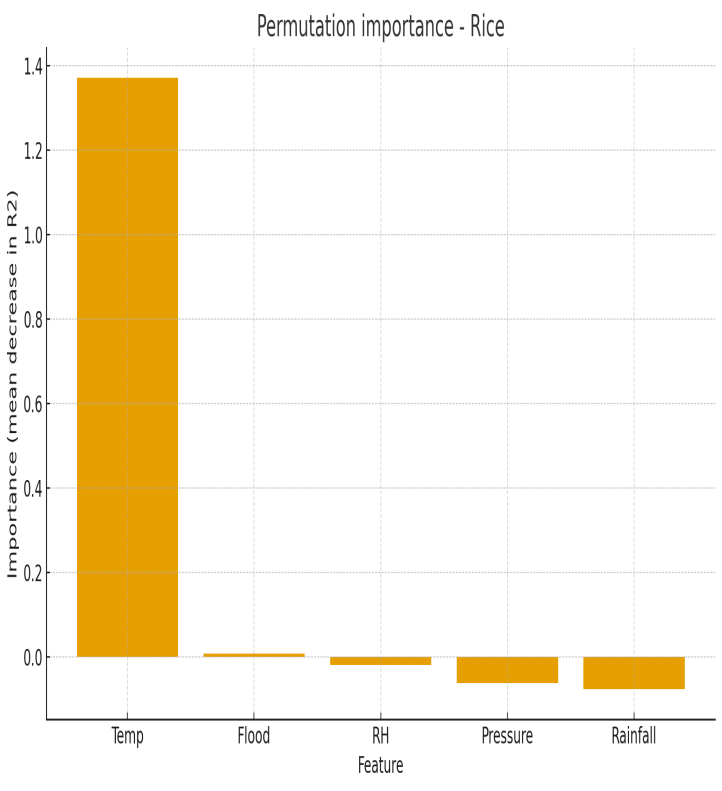 Permutation importance - Rice
Importance (mean decrease in R2)
1.4
1.2
1.0
0.8
0.6
0.4
0.2
0.0
Temp
Flood
RH
Pressure
Rainfall
Feature